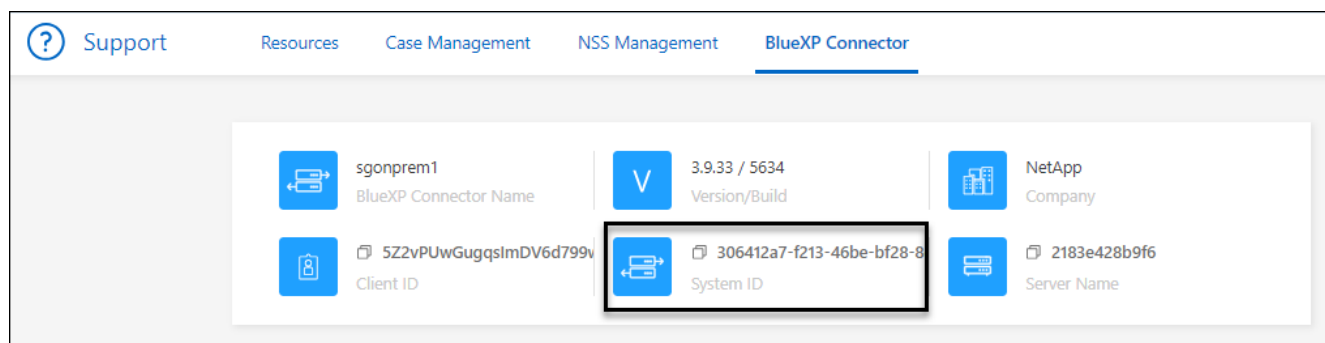 ? Support Resources Case Management NSS Management BlueXP Connector
sgonprem1 V 3.9.33 / 5634 NetApp
BlueXP Connector Name Version/Build Company
5Z2vPUwGugqsImDV6d799 306412a7-f213-46be-bf28-8 2183e428b9f6
Client ID System ID Server Name